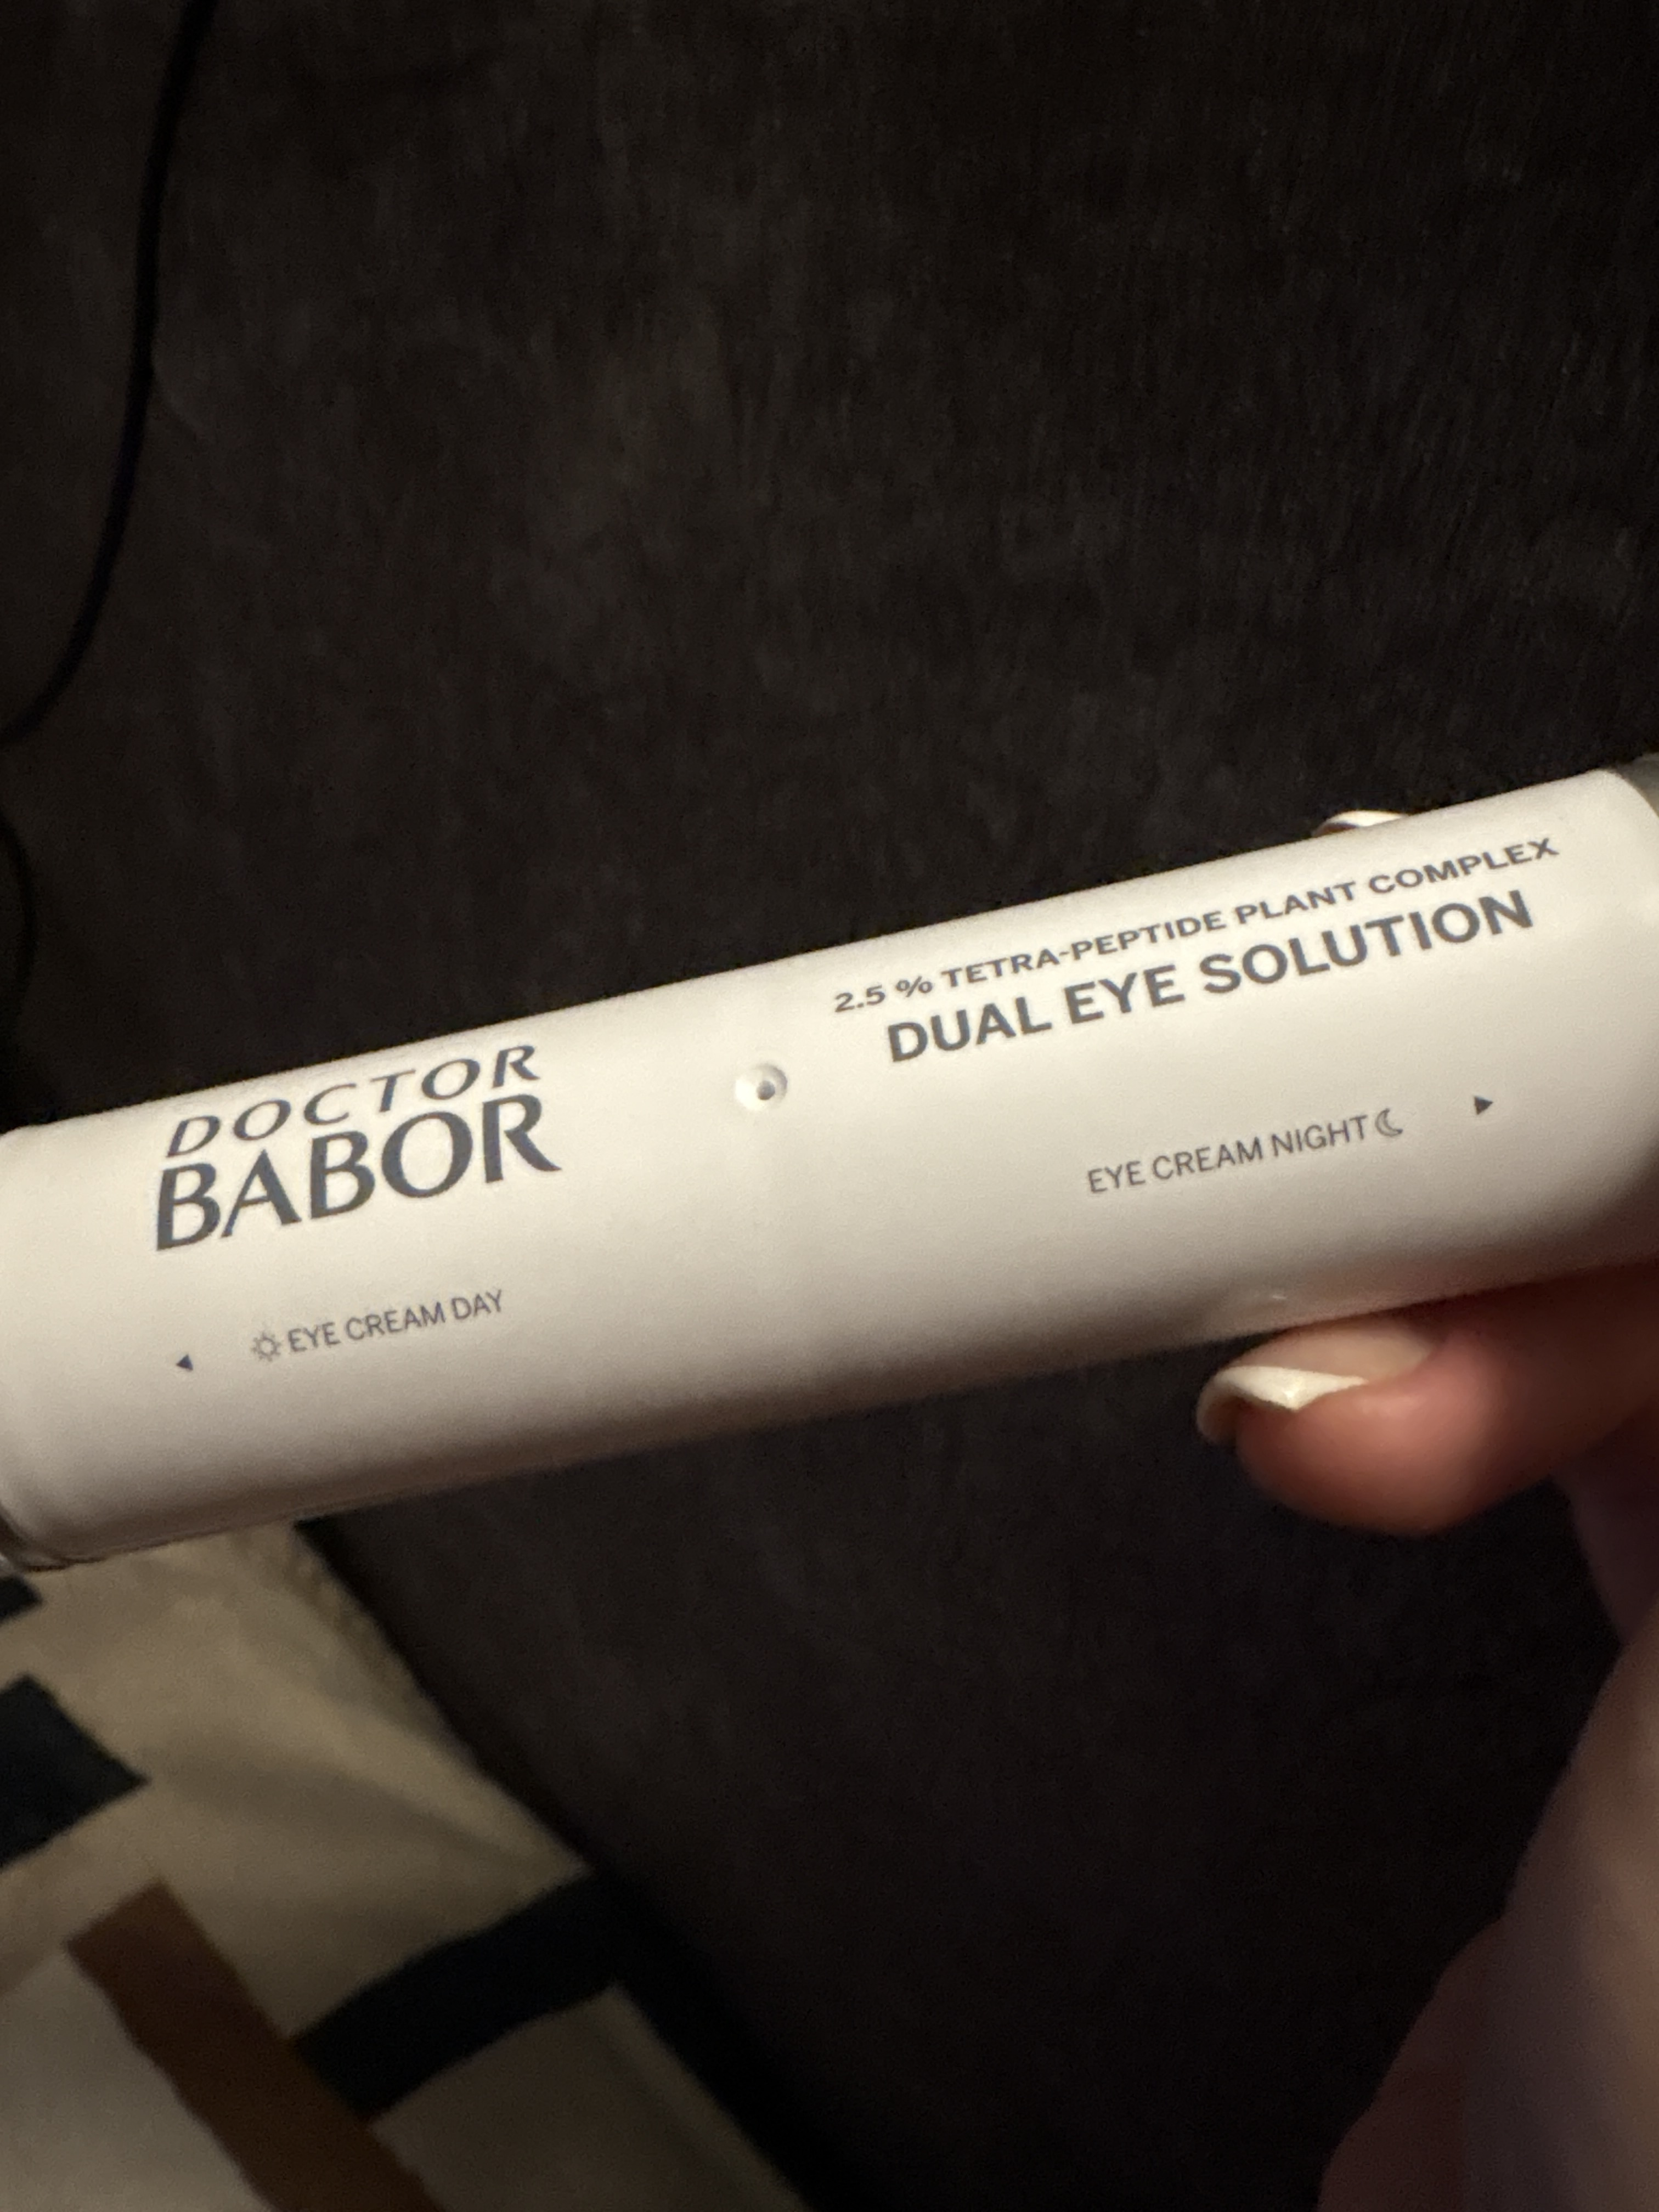 DOCTOR
BABOR
2.5 % TETRA-PEPTIDE PLANT COMPLEX
DUAL EYE SOLUTION
EYE CREAM DAY
EYE CREAM NIGHT